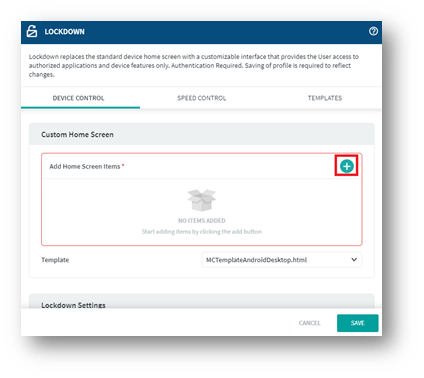 LOCKDOWN
Lockdown replaces the standard device home screen with a customizable interface that provides the User access to
authorized applications and device features only. Authentication Required. Saving of profile is required to reflect
changes.
DEVICE CONTROL SPEED CONTROL TEMPLATES
Custom Home Screen
Add Home Screen Items *
NO ITEMS ADDED
Start adding items by clicking the add button
Template MCTemplateAndroidDesktop.html
Lockdown Settings
CANCEL SAVE